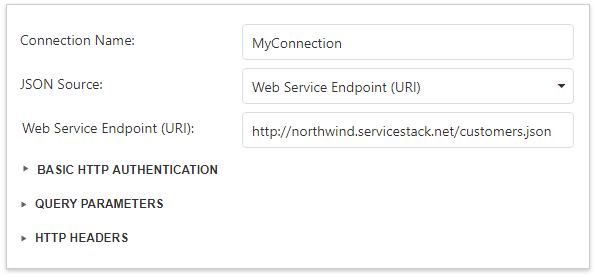 Connection Name: MyConnection
JSON Source: Web Service Endpoint (URI)
Web Service Endpoint (URI): http://northwind.servicestack.net/customers.json
BASIC HTTP AUTHENTICATION
QUERY PARAMETERS
HTTP HEADERS